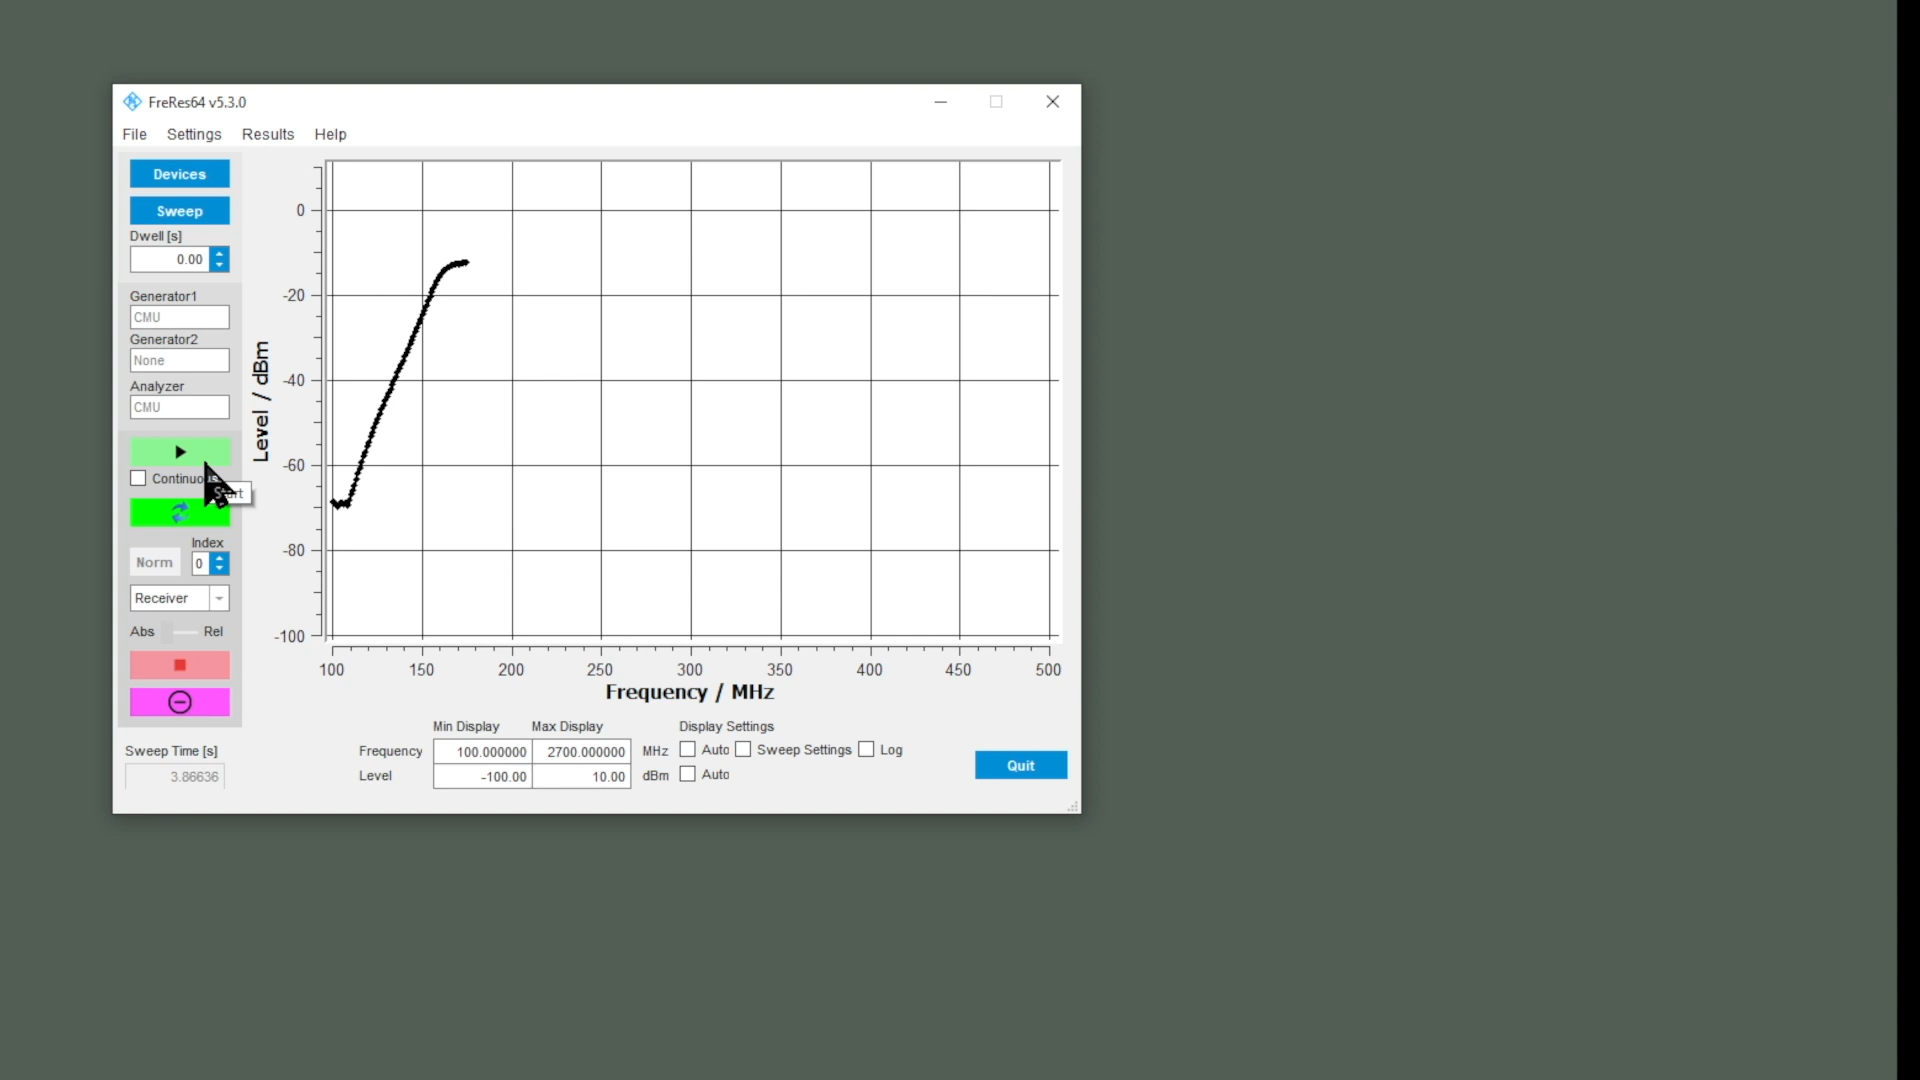 FreRes64 v5.3.0
File Settings Results Help
Devices
Sweep
Dwell [s]
0.00
Generator1
CMU
Generator2
None
Analyzer
CMU
Continuous
Start
Index
Norm 0
Receiver
Abs Rel
Sweep Time [s]
3.86636
Level / dBm
0
-20
-40
-60
-80
-100
100 150 200 250 300 350 400 450 500
Frequency / MHz
Min Display Max Display Display Settings
Frequency 100.000000 2700.000000 MHz Auto Sweep Settings Log
Level -100.00 10.00 dBm Auto
Quit